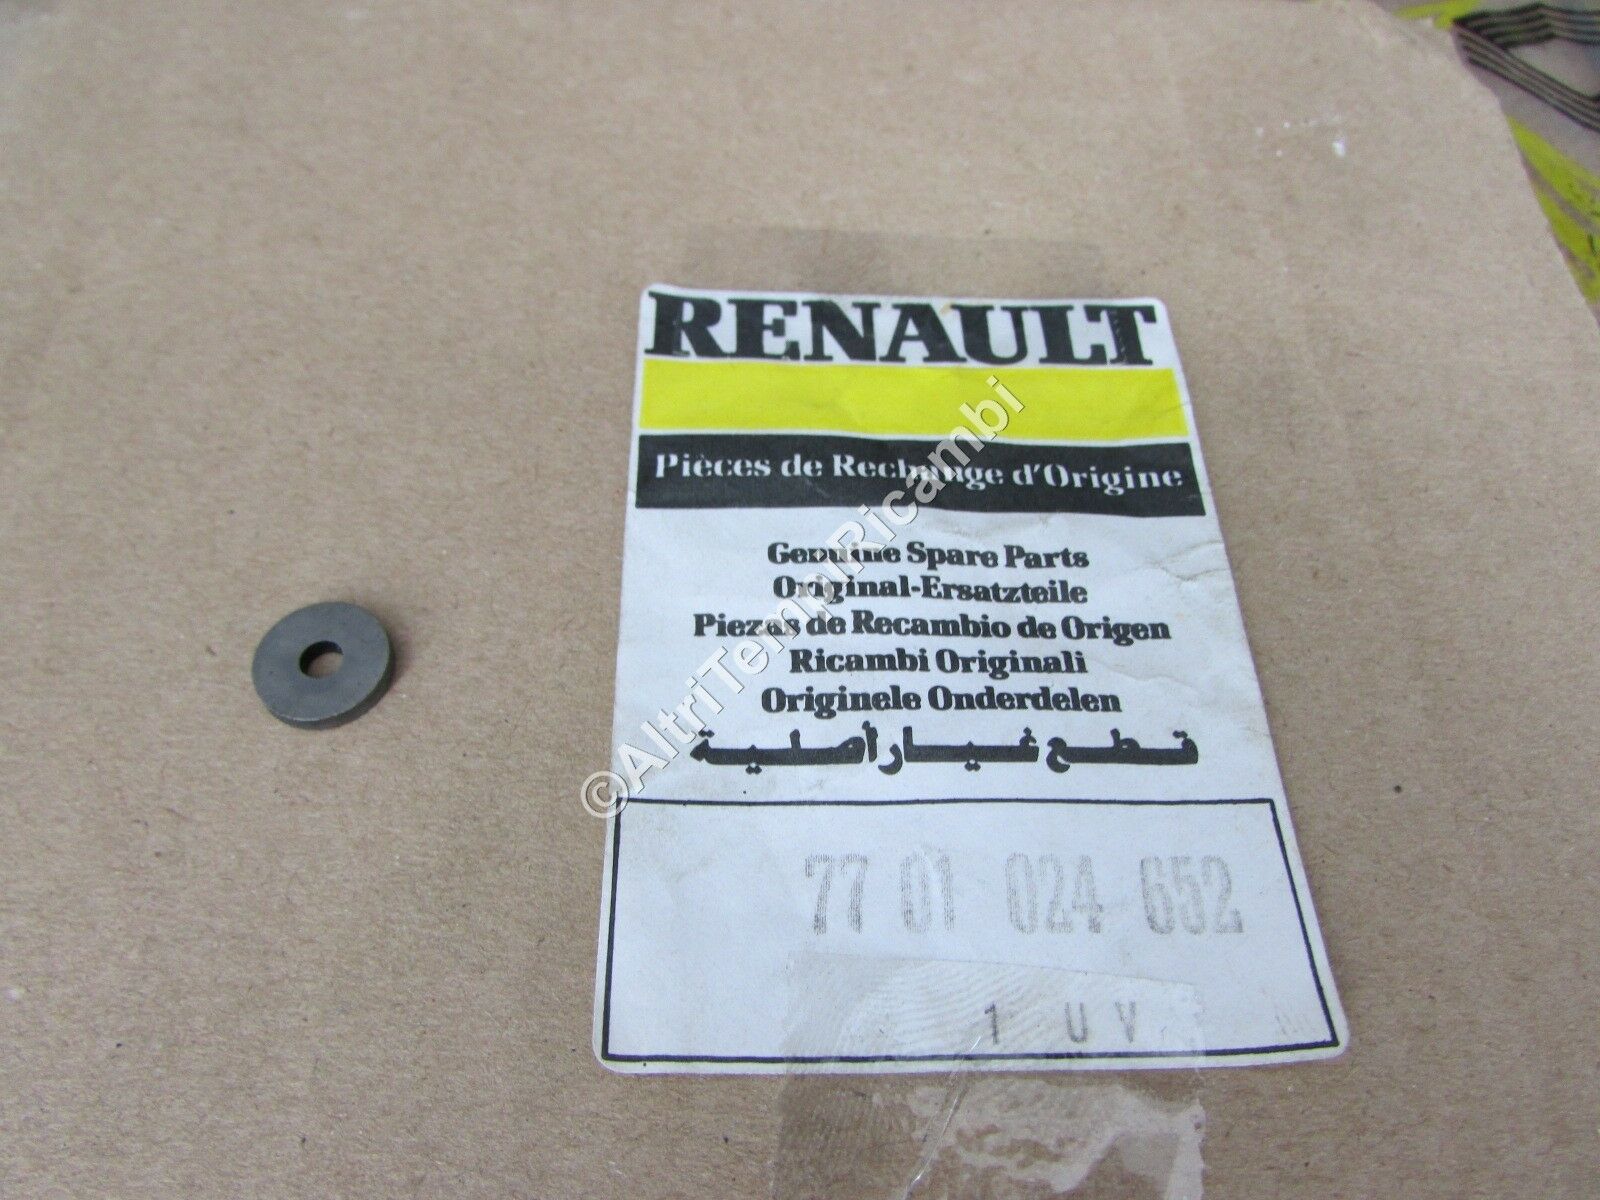 RENAULT
Pièces de Rechange d'Origine
Genuine Spare Parts
Original-Ersatzteile
Piezas de Recambio de Origen
Ricambi Originali
Originele Onderdelen
قطع غيار أصلية
77 01 024 652
1 UV
©AltriTempiRicambi